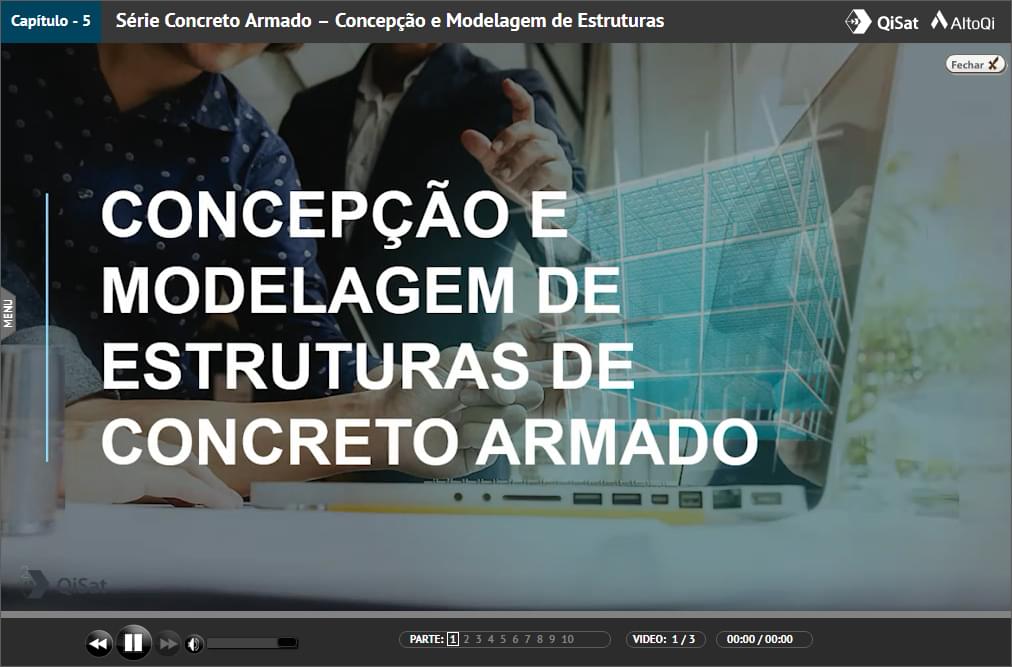 Capítulo - 5
Série Concreto Armado – Concepção e Modelagem de Estruturas
QiSat
AltoQi
Fechar
CONCEPÇÃO E
MODELAGEM DE
ESTRUTURAS DE
CONCRETO ARMADO
MENU
QiSat
PARTE: 1 2 3 4 5 6 7 8 9 10
VIDEO: 1 / 3
00:00 / 00:00